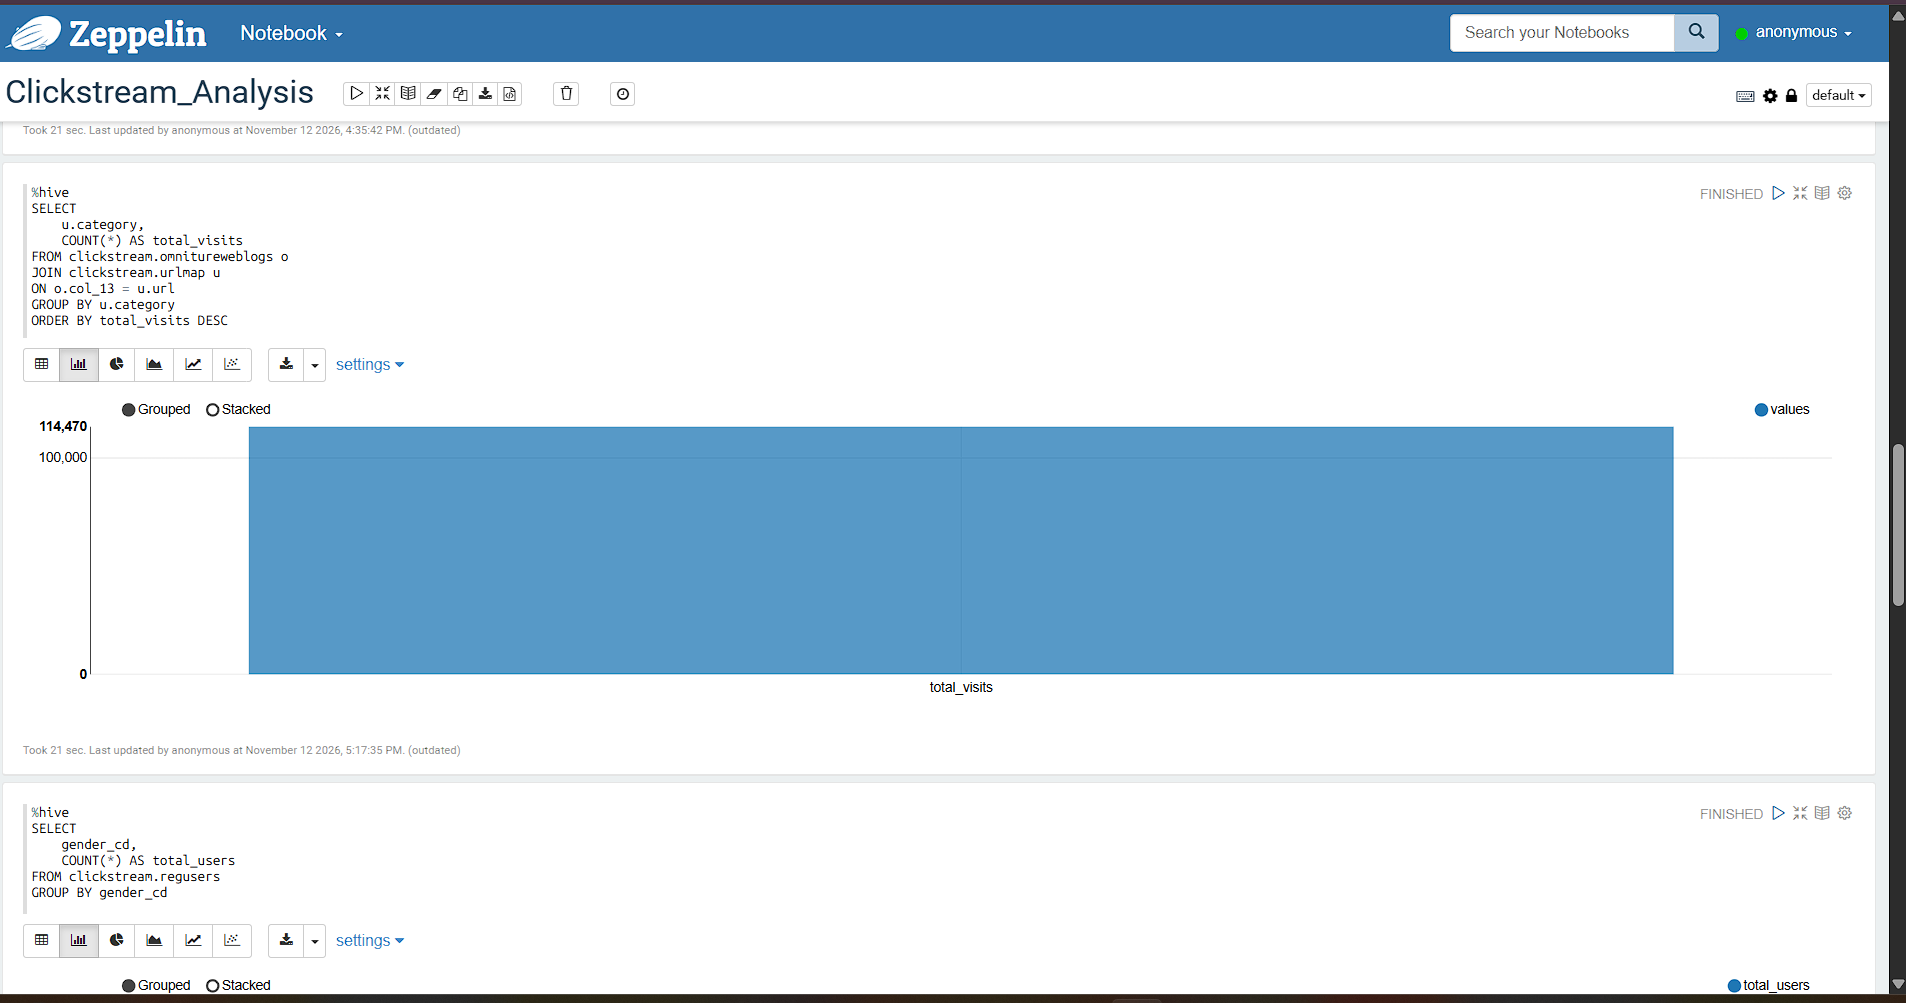 Zeppelin Notebook Search your Notebooks anonymous
Clickstream_Analysis default
Took 21 sec. Last updated by anonymous at November 12 2026, 4:35:42 PM. (outdated)
%hive
FINISHED
SELECT
u.category,
COUNT(*) AS total_visits
FROM clickstream.omnitureweblogs o
JOIN clickstream.urlmap u
ON o.col_13 = u.url
GROUP BY u.category
ORDER BY total_visits DESC
settings
Grouped Stacked values
114,470
100,000
0
total_visits
Took 21 sec. Last updated by anonymous at November 12 2026, 5:17:35 PM. (outdated)
%hive
FINISHED
SELECT
gender_cd,
COUNT(*) AS total_users
FROM clickstream.regusers
GROUP BY gender_cd
settings
Grouped Stacked total_users